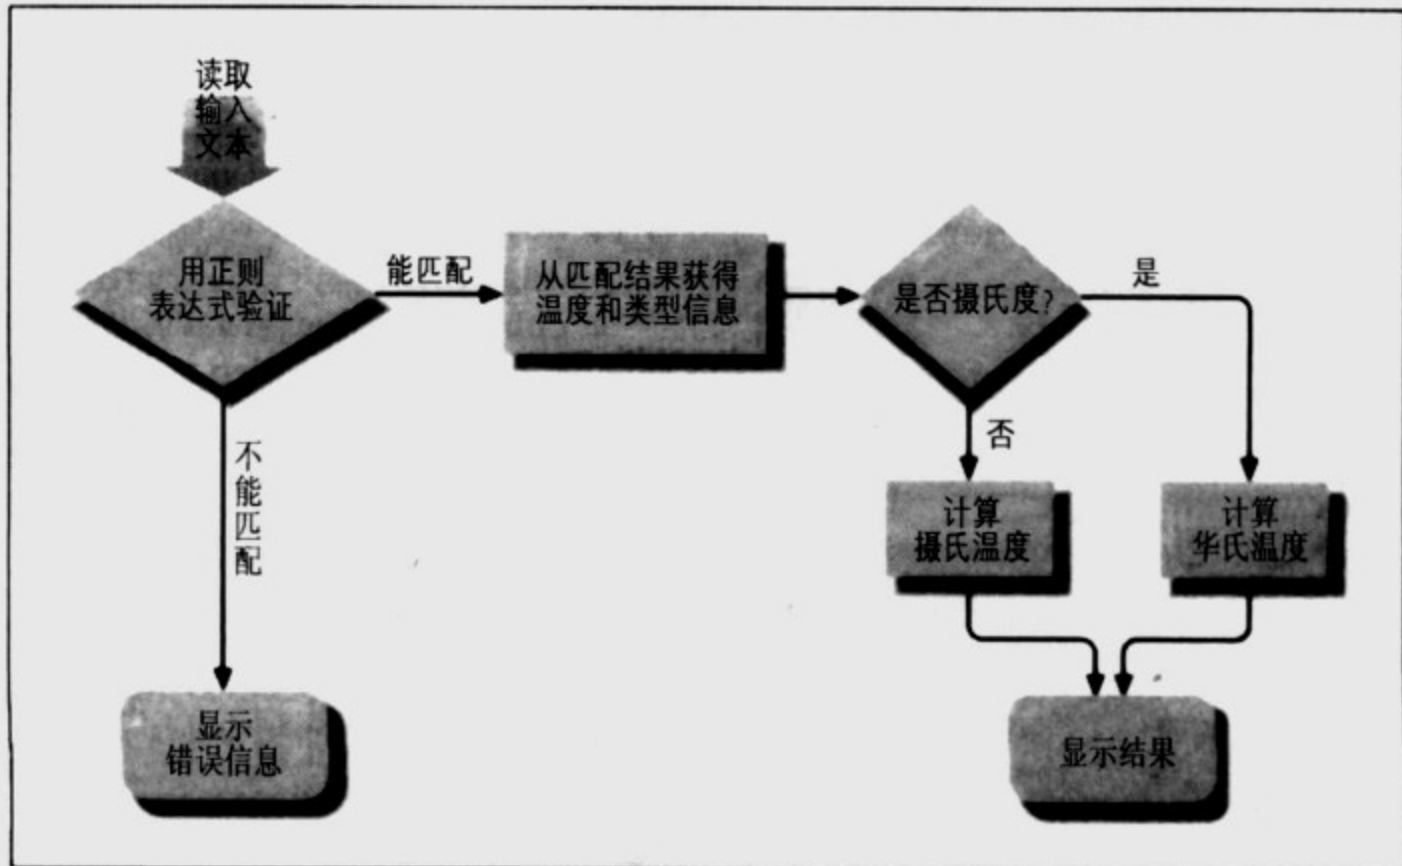 读取
输入
文本
用正则
表达式验证
能匹配
从匹配结果获得
温度和类型信息
是否摄氏度?
是
否
不
能
匹
配
计算
摄氏温度
计算
华氏温度
显示
错误信息
显示结果